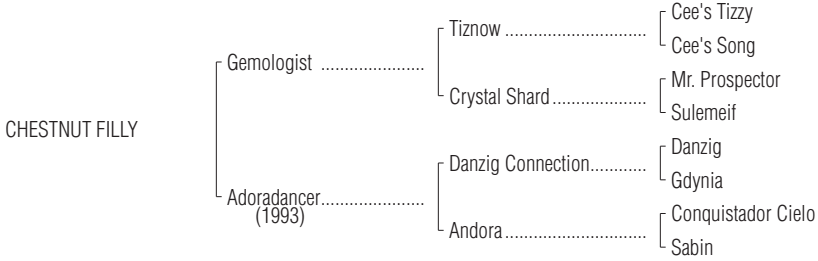 Cee's Tizzy
Tiznow ..............................
Cee's Song
Gemologist ......................
Mr. Prospector
Crystal Shard ....................
Sulemeif
CHESTNUT FILLY
Danzig
Danzig Connection............
Gdynia
Adoradancer......................
(1993)
Conquistador Cielo
Andora ..............................
Sabin